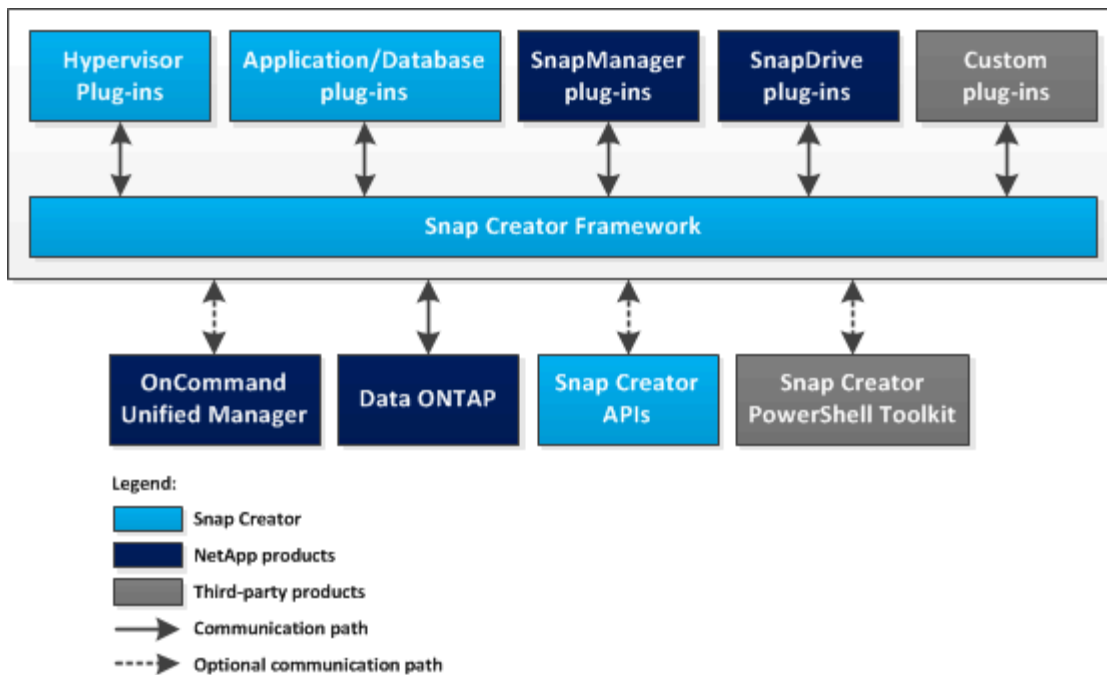 Hypervisor
Plug-ins
Application/Database
plug-ins
SnapManager
plug-ins
SnapDrive
plug-ins
Custom
plug-ins
Snap Creator Framework
OnCommand
Unified Manager
Data ONTAP
Snap Creator
APIs
Snap Creator
PowerShell Toolkit
Legend:
Snap Creator
NetApp products
Third-party products
Communication path
Optional communication path